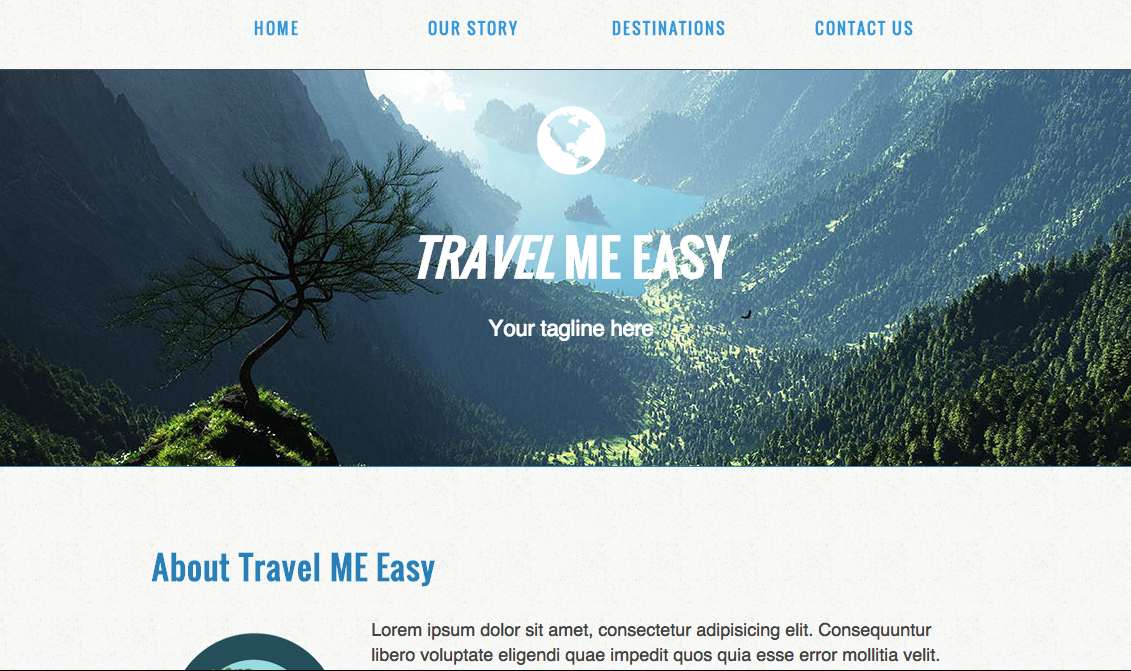 HOME OUR STORY DESTINATIONS CONTACT US
TRAVEL ME EASY
Your tagline here
About Travel ME Easy
Lorem ipsum dolor sit amet, consectetur adipisicing elit. Consequuntur
libero voluptate eligendi quae impedit quos quia esse error mollitia velit.